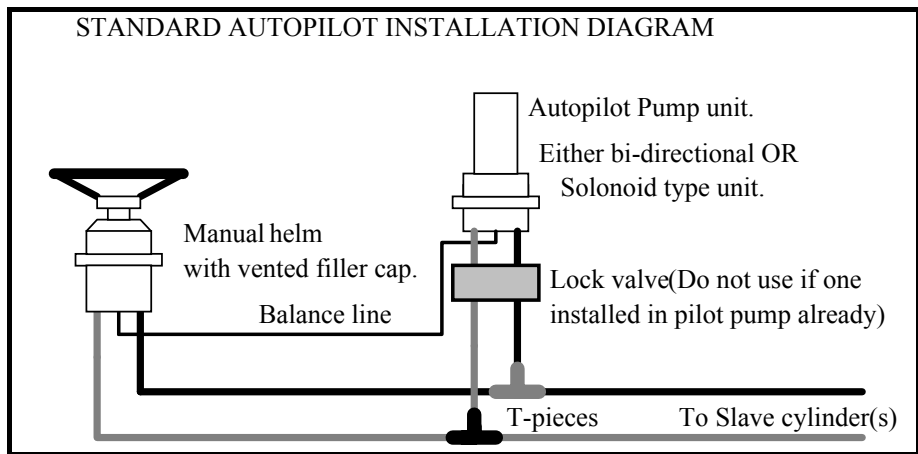 STANDARD AUTOPILOT INSTALLATION DIAGRAM
Autopilot Pump unit.
Either bi-directional OR
Solonoid type unit.
Manual helm
with vented filler cap.
Lock valve(Do not use if one
installed in pilot pump already)
Balance line
T-pieces
To Slave cylinder(s)